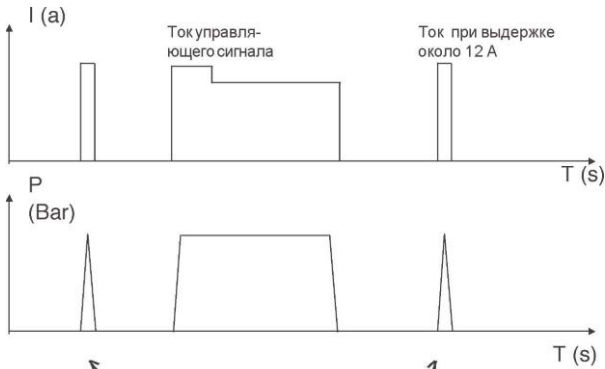 I (a)
Ток управля-
ющего сигнала
Ток при выдержке
около 12 А
T (s)
P
(Bar)
T (s)